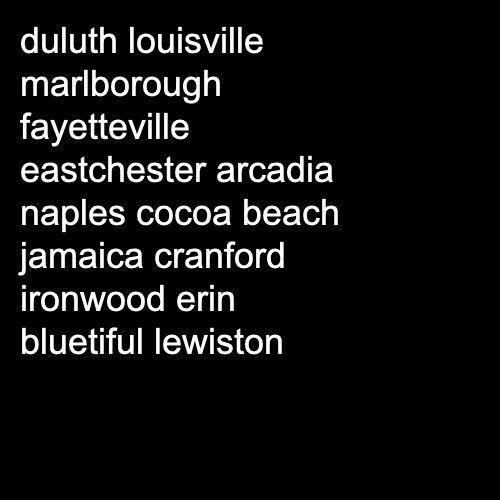 duluth louisville
marlborough
fayetteville
eastchester arcadia
naples cocoa beach
jamaica cranford
ironwood erin
bluetiful lewiston